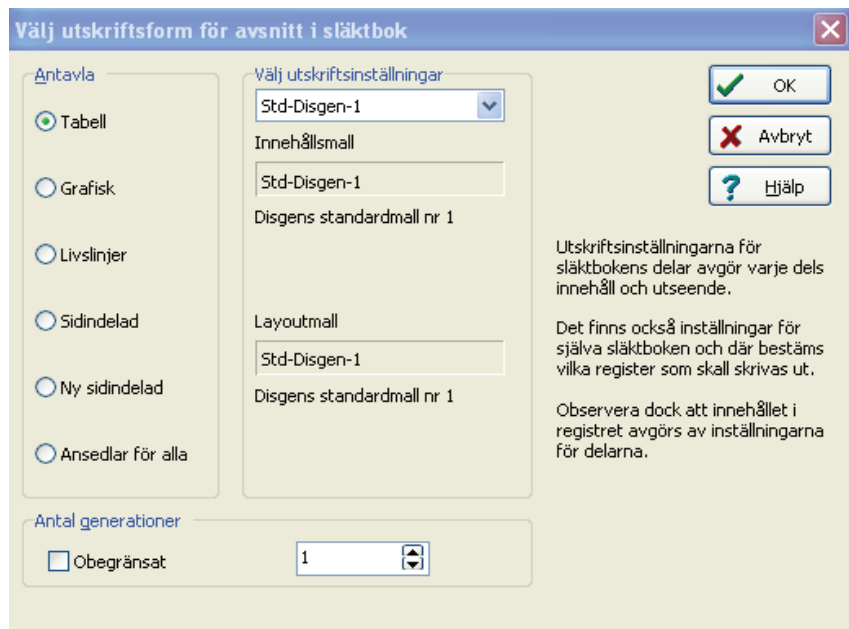 Välj utskriftsform för avsnitt i släktbok
Antavla
Tabell
Grafisk
Livslinjer
Sidindelad
Ny sidindelad
Ansedlar för alla
Välj utskriftsinställningar
Std-Disgen-1
Innehållsmall
Std-Disgen-1
Disgens standardmall nr 1
Layoutmall
Std-Disgen-1
Disgens standardmall nr 1
OK
Avbryt
Hjälp
Utskriftsinställningarna för
släktbokens delar avgör varje dels
innehåll och utseende.
Det finns också inställningar för
själva släktboken och där bestäms
vilka register som skall skrivas ut.
Observera dock att innehållet i
registret avgörs av inställningarna
för delarna.
Antal generationer
Obegränsat
1